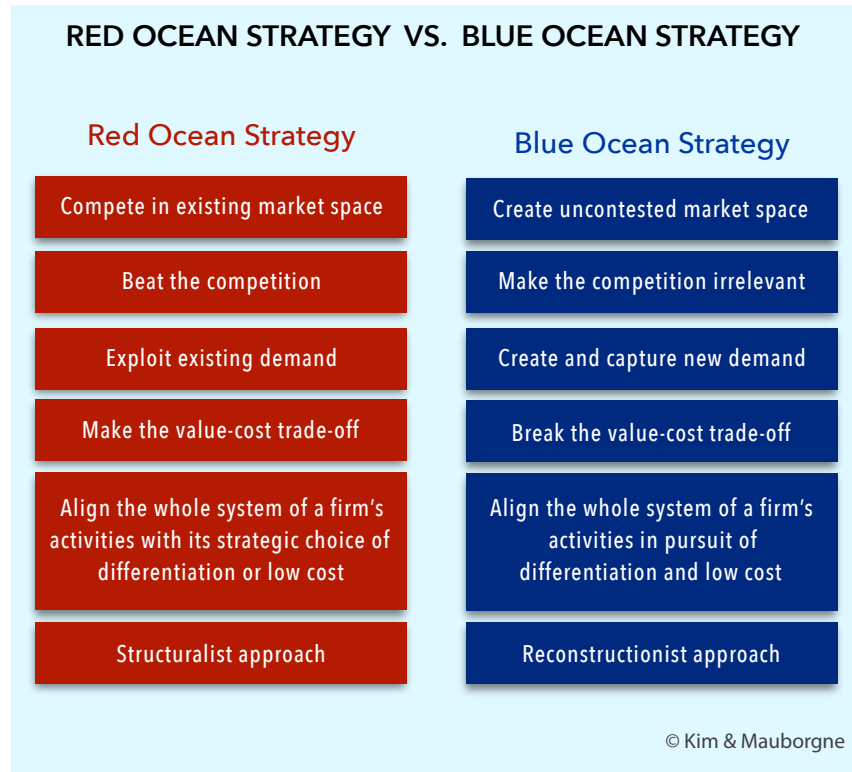 RED OCEAN STRATEGY VS. BLUE OCEAN STRATEGY
Red Ocean Strategy
Compete in existing market space
Beat the competition
Exploit existing demand
Make the value-cost trade-off
Align the whole system of a firm's
activities with its strategic choice of
differentiation or low cost
Structuralist approach
Blue Ocean Strategy
Create uncontested market space
Make the competition irrelevant
Create and capture new demand
Break the value-cost trade-off
Align the whole system of a firm's
activities in pursuit of
differentiation and low cost
Reconstructionist approach
© Kim & Mauborgne